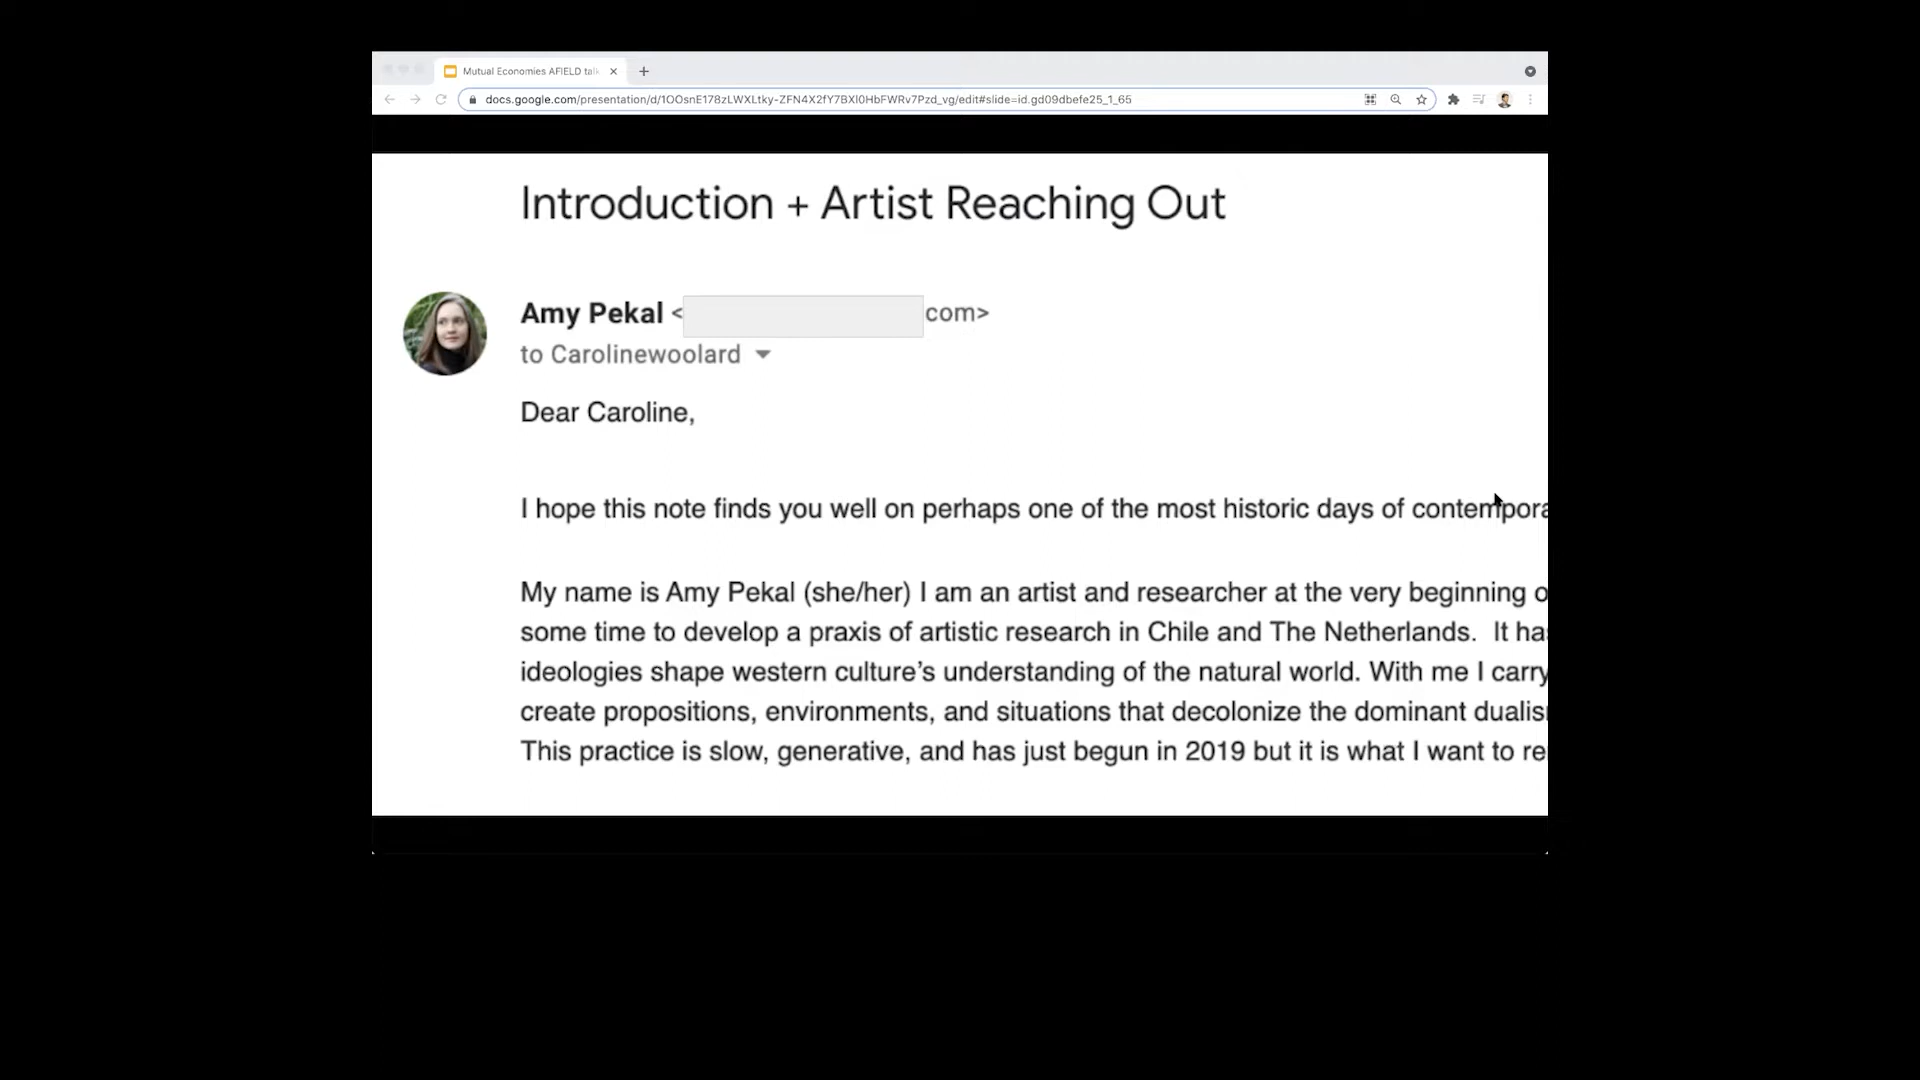 Mutual Economies AFIELD talk
docs.google.com/presentation/d/1OOsnE178zLWXLtky-ZFN4X2fY7BXl0HbFWRv7Pzd_vg/edit#slide=id.gd09dbefe25_1_65
Introduction + Artist Reaching Out
Amy Pekal < com>
to Carolinewoolard
Dear Caroline,
I hope this note finds you well on perhaps one of the most historic days of contempora
My name is Amy Pekal (she/her) I am an artist and researcher at the very beginning o
some time to develop a praxis of artistic research in Chile and The Netherlands. It has
ideologies shape western culture's understanding of the natural world. With me I carry
create propositions, environments, and situations that decolonize the dominant dualis
This practice is slow, generative, and has just begun in 2019 but it is what I want to re